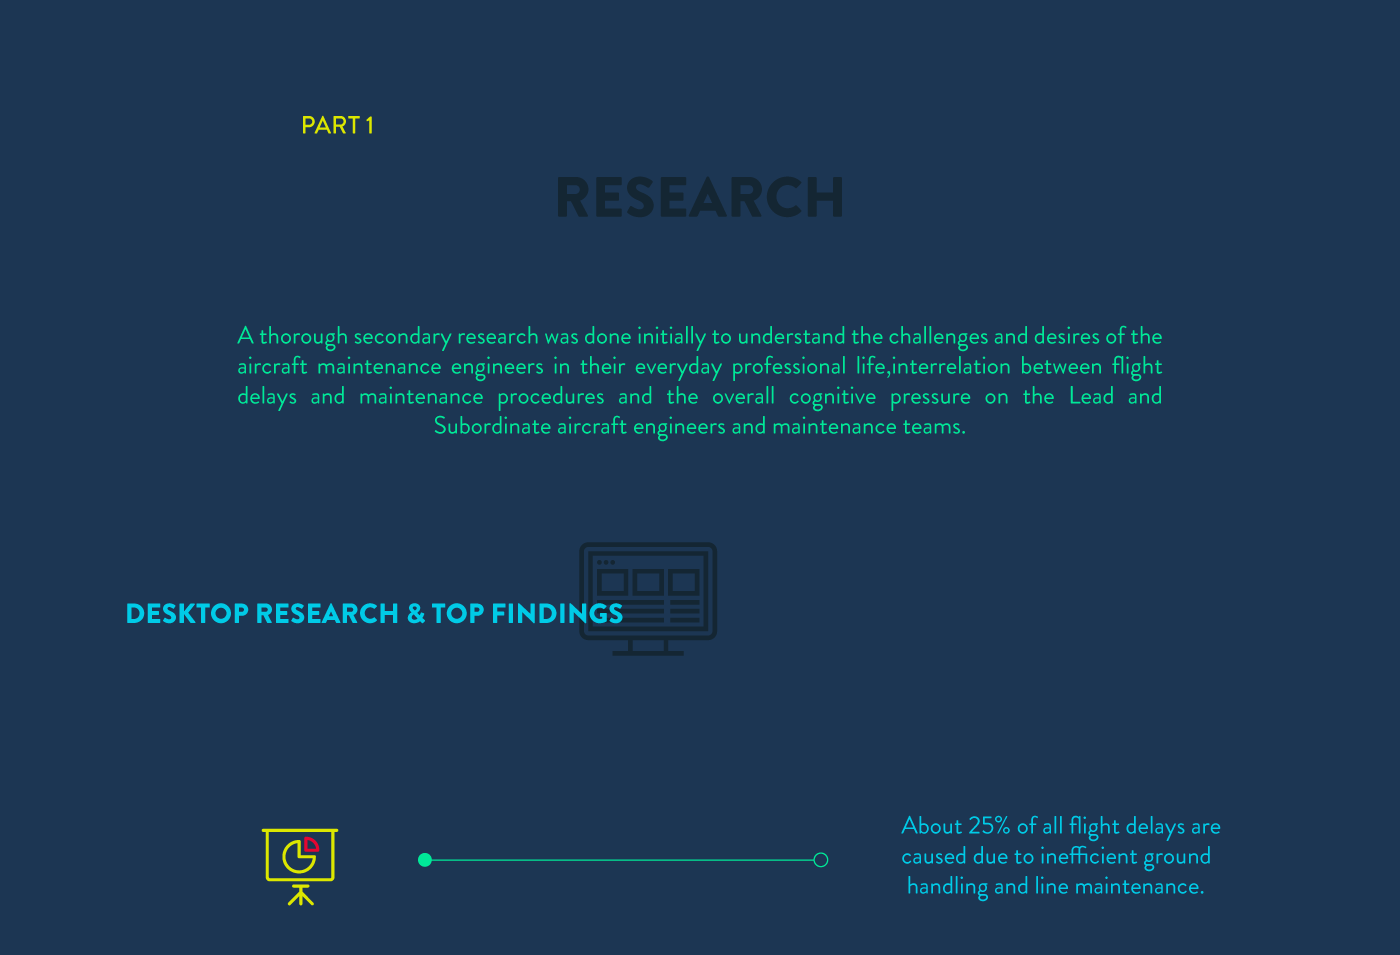 PART 1
RESEARCH
A thorough secondary research was done initially to understand the challenges and desires of the
aircraft maintenance engineers in their everyday professional life,interrelation between flight
delays and maintenance procedures and the overall cognitive pressure on the Lead and
Subordinate aircraft engineers and maintenance teams.
DESKTOP RESEARCH & TOP FINDINGS
About 25% of all flight delays are
caused due to inefficient ground
handling and line maintenance.